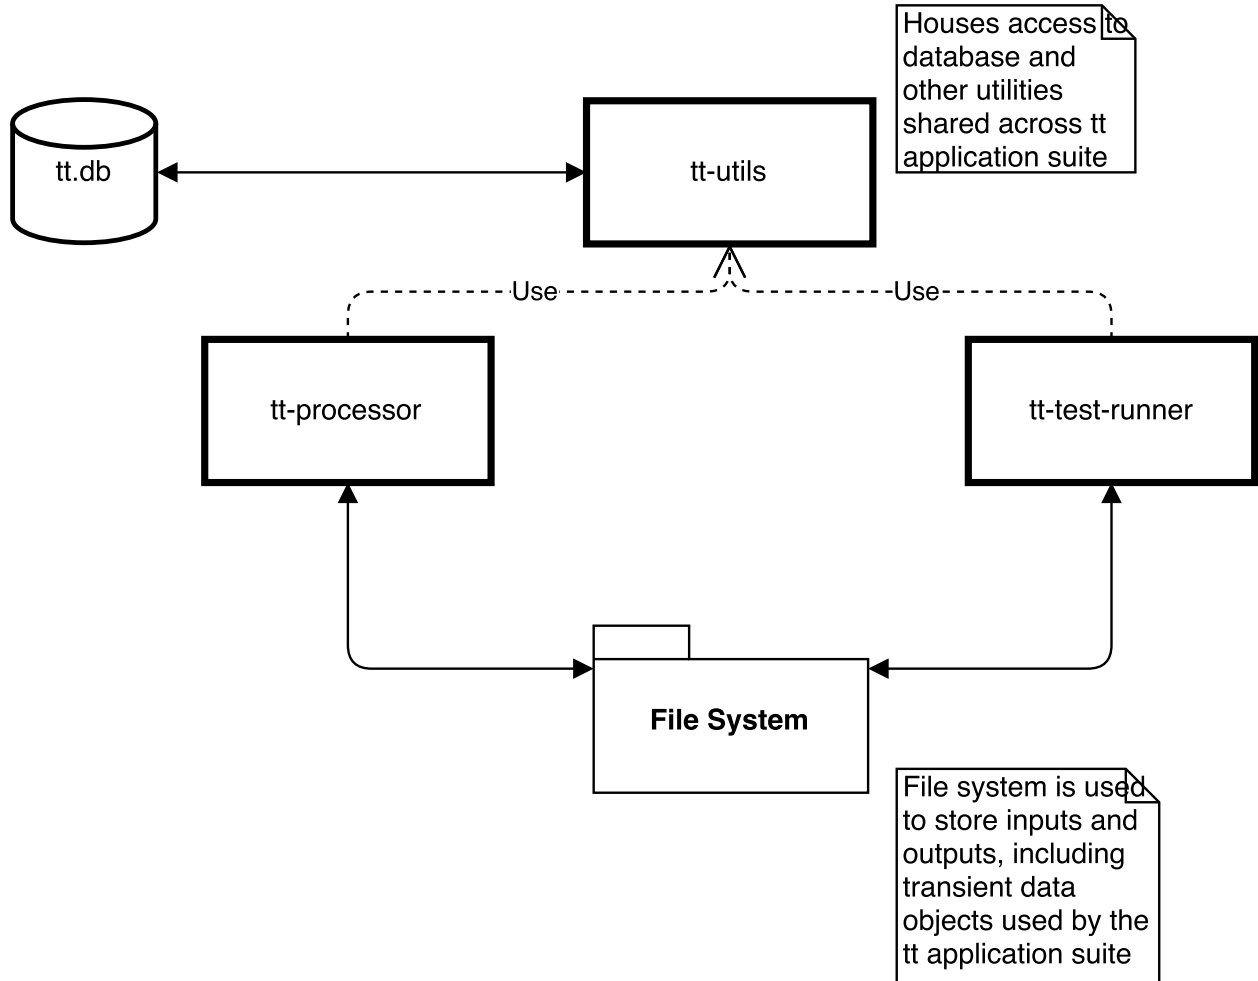 Houses access to
database and
other utilities
shared across tt
application suite
tt.db
tt-utils
Use
Use
tt-processor
tt-test-runner
File System
File system is used
to store inputs and
outputs, including
transient data
objects used by the
tt application suite